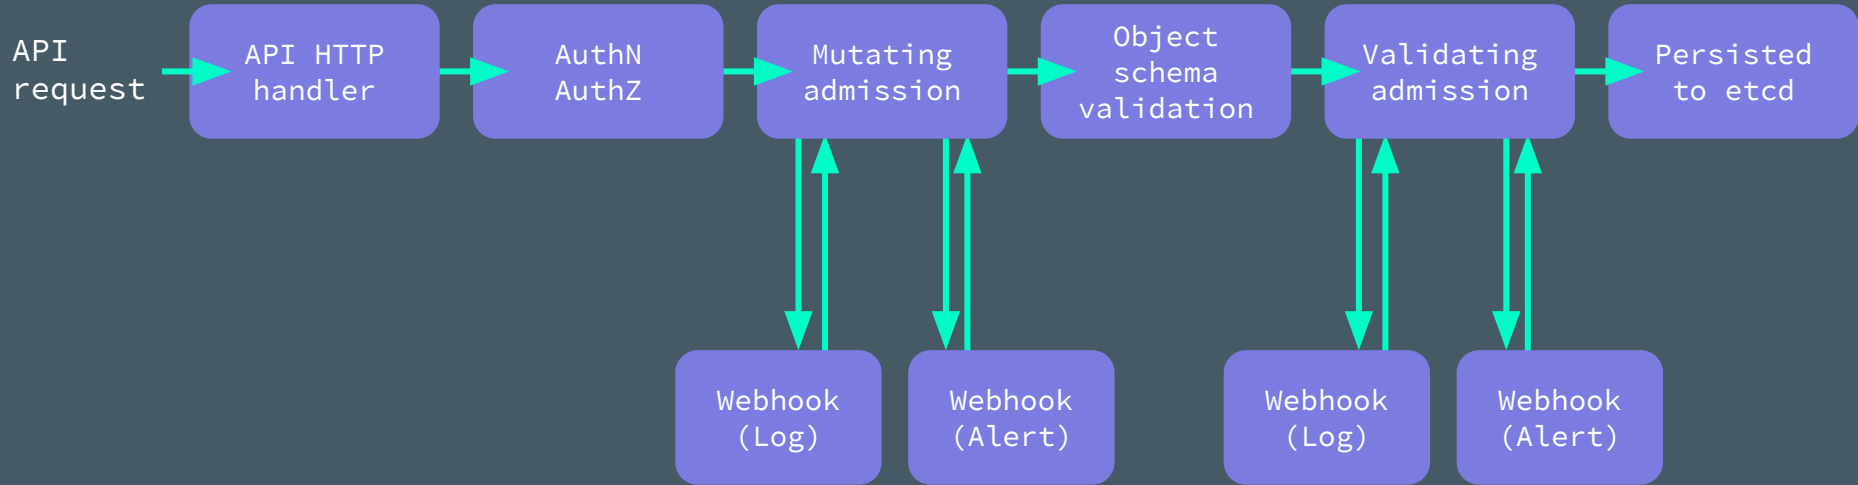 API
request
API HTTP
handler
AuthN
AuthZ
Mutating
admission
Object
schema
validation
Validating
admission
Persisted
to etcd
Webhook
(Log)
Webhook
(Alert)
Webhook
(Log)
Webhook
(Alert)